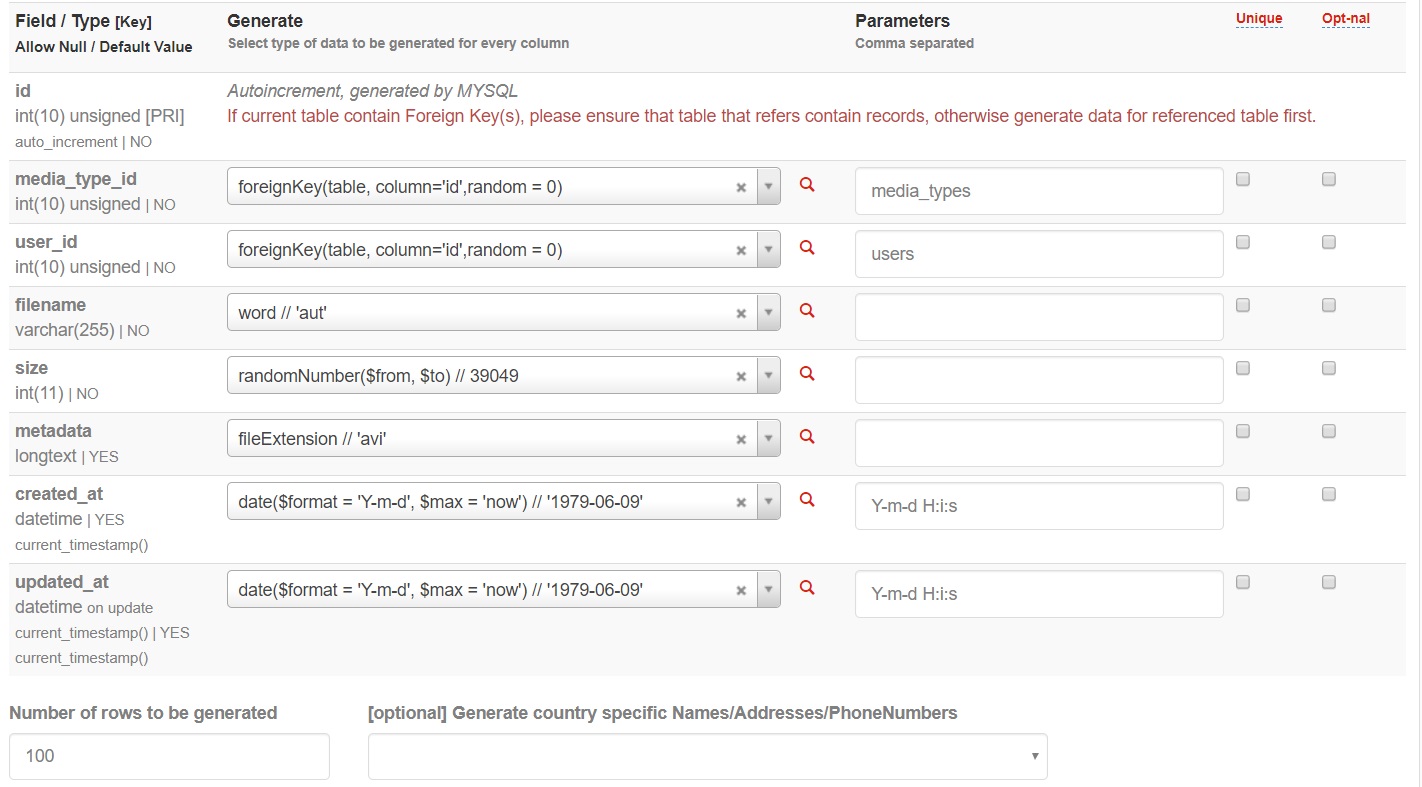 Field / Type [Key] Generate Parameters Unique Opt-nal
Allow Null / Default Value Select type of data to be generated for every column Comma separated
id Autoincrement, generated by MYSQL
int(10) unsigned [PRI] If current table contain Foreign Key(s), please ensure that table that refers contain records, otherwise generate data for referenced table first.
auto_increment | NO
media_type_id foreignKey(table, column='id',random = 0) media_types
int(10) unsigned | NO
user_id foreignKey(table, column='id',random = 0) users
int(10) unsigned | NO
filename word // 'aut'
varchar(255) | NO
size randomNumber($from, $to) // 39049
int(11) | NO
metadata fileExtension // 'avi'
longtext | YES
created_at date($format = 'Y-m-d', $max = 'now') // '1979-06-09' Y-m-d H:i:s
datetime | YES
current_timestamp()
updated_at date($format = 'Y-m-d', $max = 'now') // '1979-06-09' Y-m-d H:i:s
datetime on update
current_timestamp() | YES
current_timestamp()
Number of rows to be generated [optional] Generate country specific Names/Addresses/PhoneNumbers
100